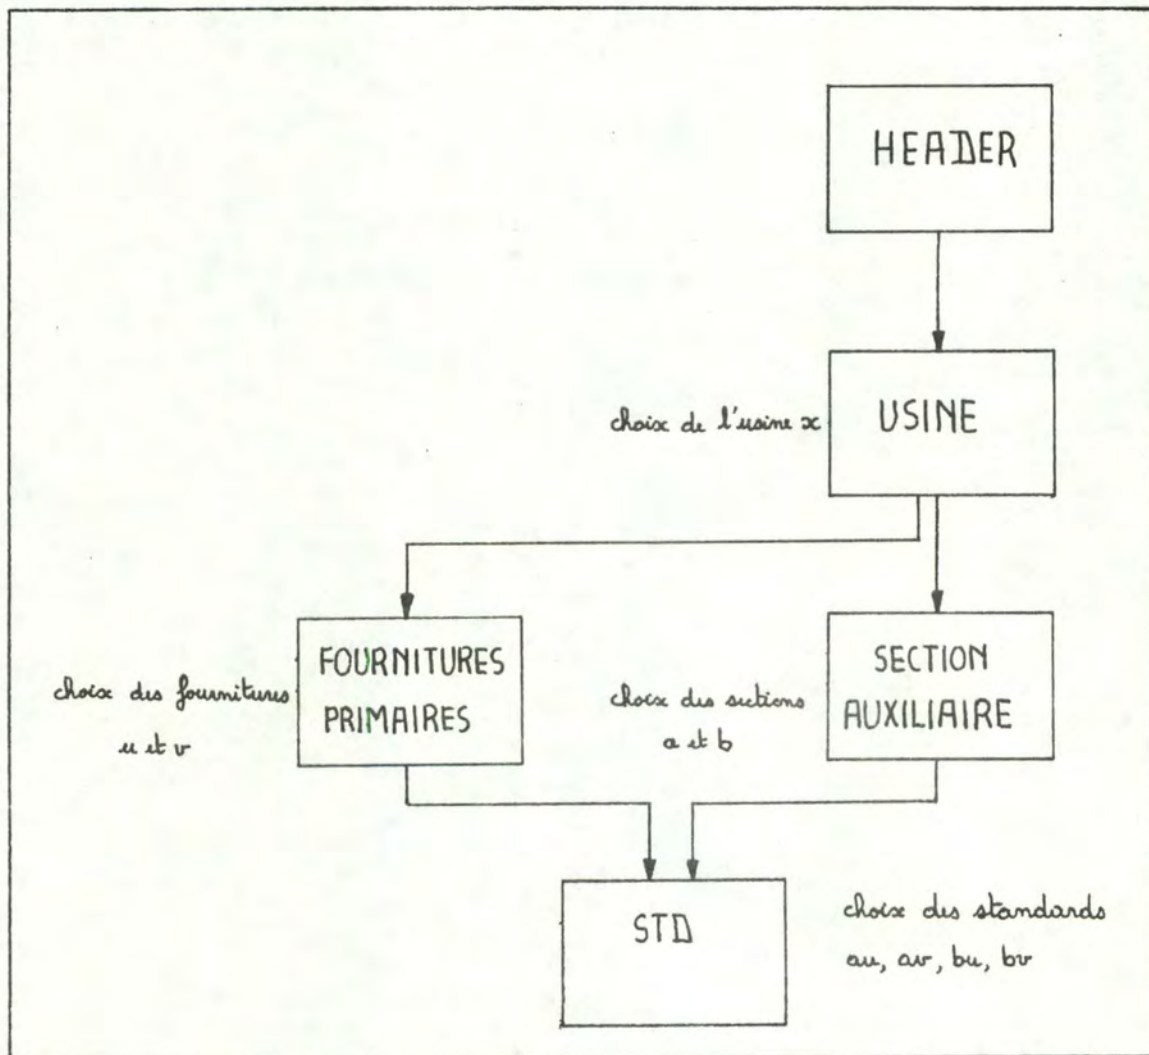 HEADER
choix de l'usine x
USINE
choix des fournitures
u et v
FOURNITURES
PRIMAIRES
choix des sections
a et b
SECTION
AUXILIAIRE
STD
choix des standards
au, av, bu, bv